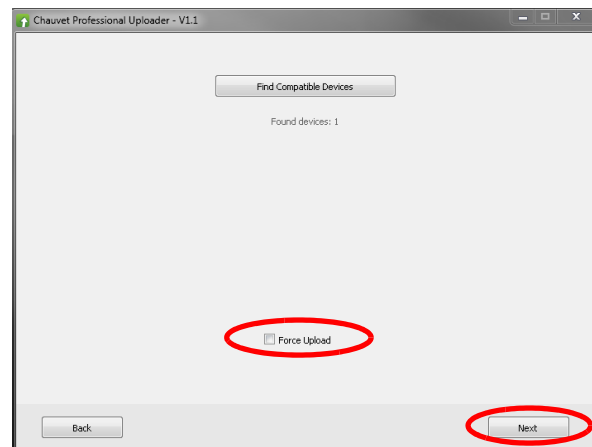 Chauvet Professional Uploader - V1.1
Find Compatible Devices
Found devices: 1
Force Upload
Back
Next